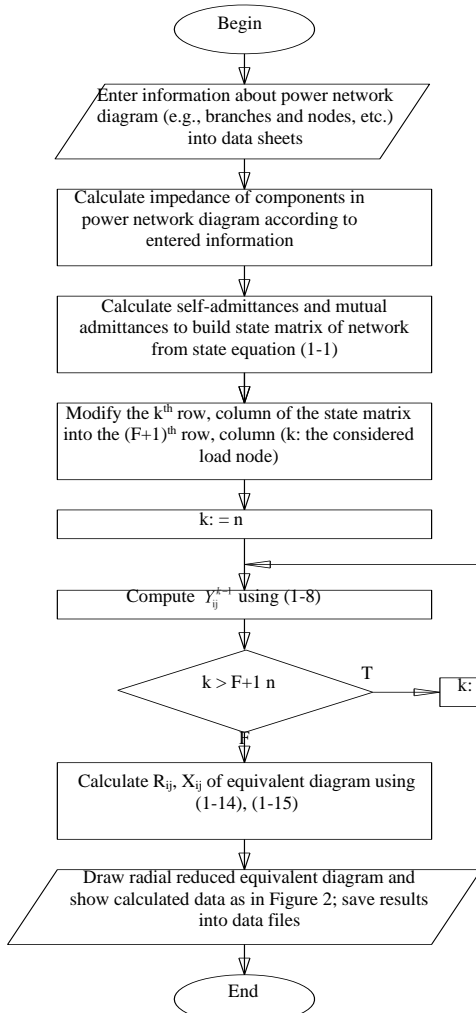 Begin
Enter information about power network
diagram (e.g., branches and nodes, etc.)
into data sheets
Calculate impedance of components in
power network diagram according to
entered information
Calculate self-admittances and mutual
admittances to build state matrix of network
from state equation (1-1)
Modify the kth row, column of the state matrix
into the (F+1)th row, column (k: the considered
load node)
k: = n
Compute Y_ij^k-1 using (1-8)
k > F+1 n
T
k:
F
Calculate Rij, Xij of equivalent diagram using
(1-14), (1-15)
Draw radial reduced equivalent diagram and
show calculated data as in Figure 2; save results
into data files
End